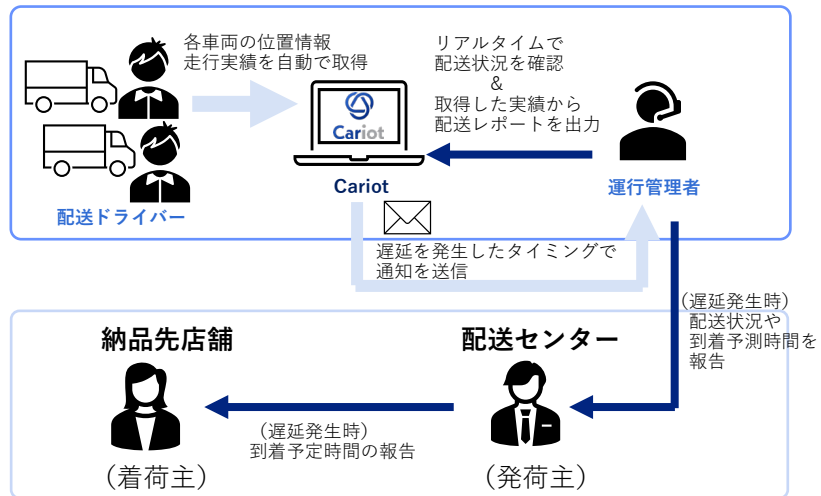 各車両の位置情報
走行実績を自動で取得
リアルタイムで
配送状況を確認
&
取得した実績から
配送レポートを出力
Cariot
Cariot
配送ドライバー
運行管理者
遅延を発生したタイミングで
通知を送信
(遅延発生時)
配送状況や
到着予測時間を
報告
納品先店舗
配送センター
(遅延発生時)
到着予定時間の報告
(着荷主)
(発荷主)